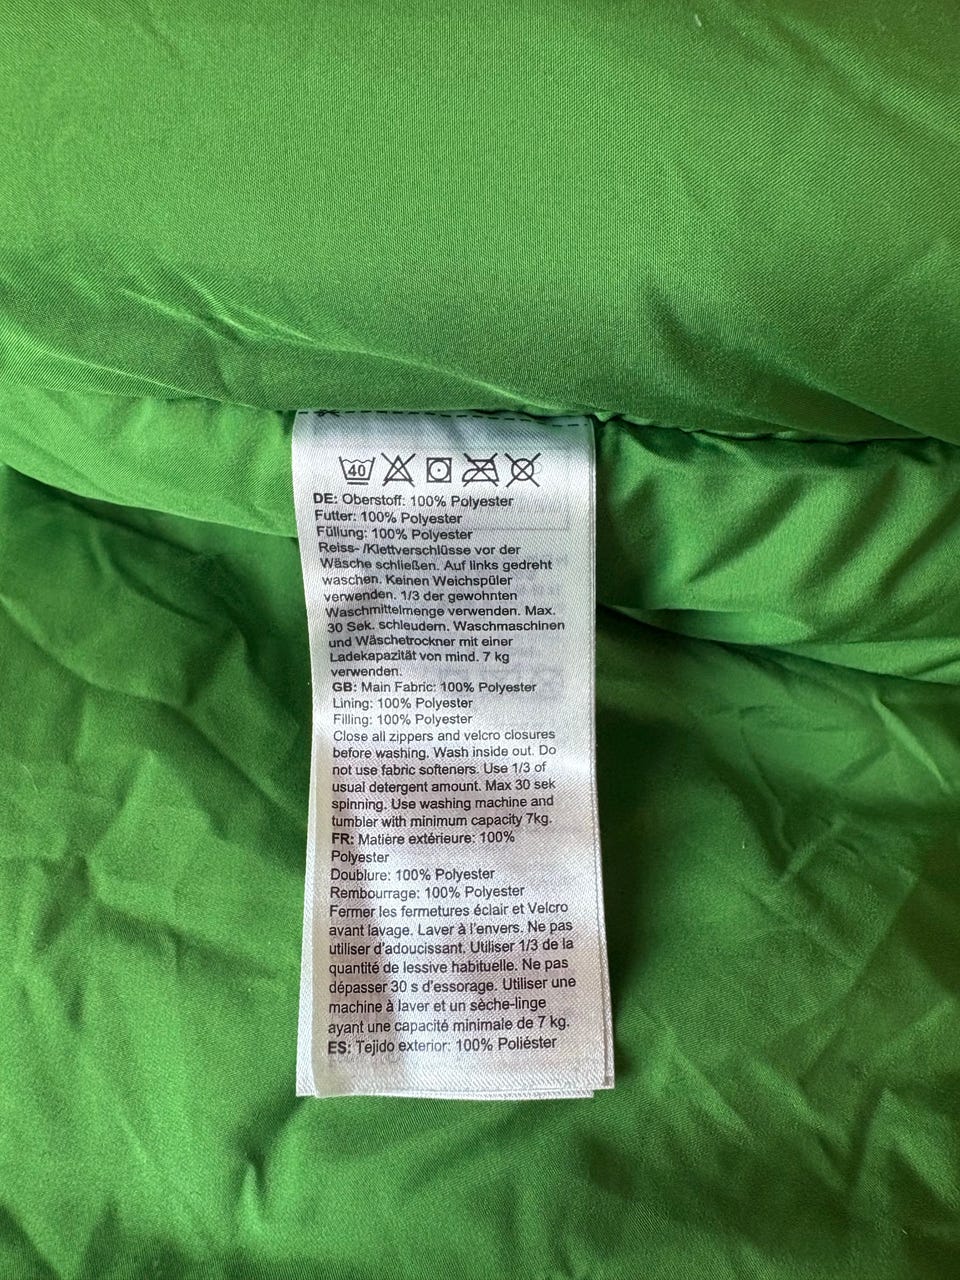 40
DE: Oberstoff: 100% Polyester
Futter: 100% Polyester
Füllung: 100% Polyester
Reiss- /Klettverschlüsse vor der
Wäsche schließen. Auf links gedreht
waschen. Keinen Weichspüler
verwenden. 1/3 der gewohnten
Waschmittelmenge verwenden. Max.
30 Sek. schleudern. Waschmaschinen
und Wäschetrockner mit einer
Ladekapazität von mind. 7 kg
verwenden.
GB: Main Fabric: 100% Polyester
Lining: 100% Polyester
Filling: 100% Polyester
Close all zippers and velcro closures
before washing. Wash inside out. Do
not use fabric softeners. Use 1/3 of
usual detergent amount. Max 30 sek
spinning. Use washing machine and
tumbler with minimum capacity 7kg.
FR: Matière extérieure: 100%
Polyester
Doublure: 100% Polyester
Rembourrage: 100% Polyester
Fermer les fermetures éclair et Velcro
avant lavage. Laver à l'envers. Ne pas
utiliser d'adoucissant. Utiliser 1/3 de la
quantité de lessive habituelle. Ne pas
dépasser 30 s d'essorage. Utiliser une
machine à laver et un sèche-linge
ayant une capacité minimale de 7 kg.
ES: Tejido exterior: 100% Poliéster